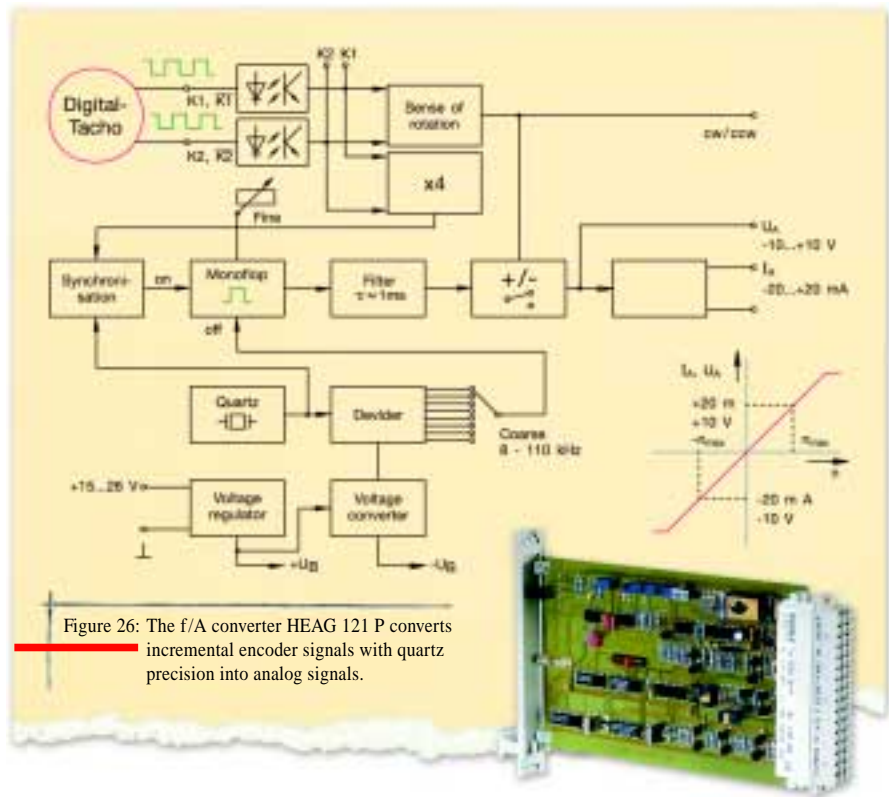 K2 K1
Digital-
Tacho
K1, K1
K2, K2
Sense of
rotation
cw/ccw
x4
Fine
Synchroni-
sation
on
Monoflop
off
Filter
τ ~ 1ms
+/-
UA
-10...+10 V
IA
-20...+20 mA
Quartz
Devider
Coarse
8 - 110 kHz
IA, UA
+20 m
+10 V
-nmax
nmax
-20 m A
-10 V
+15...26 V
Voltage
regulator
Voltage
converter
+UB
-UB
Figure 26: The f/A converter HEAG 121 P converts
incremental encoder signals with quartz
precision into analog signals.